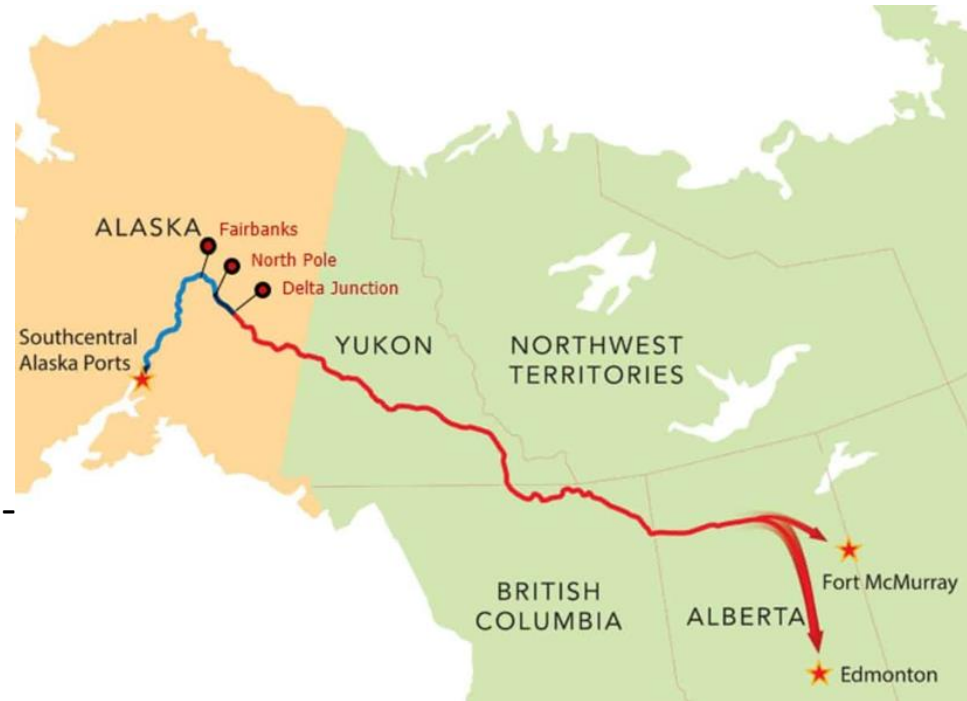 ALASKA
Fairbanks
North Pole
Delta Junction
Southcentral
Alaska Ports
YUKON
NORTHWEST
TERRITORIES
BRITISH
COLUMBIA
ALBERTA
Fort McMurray
Edmonton